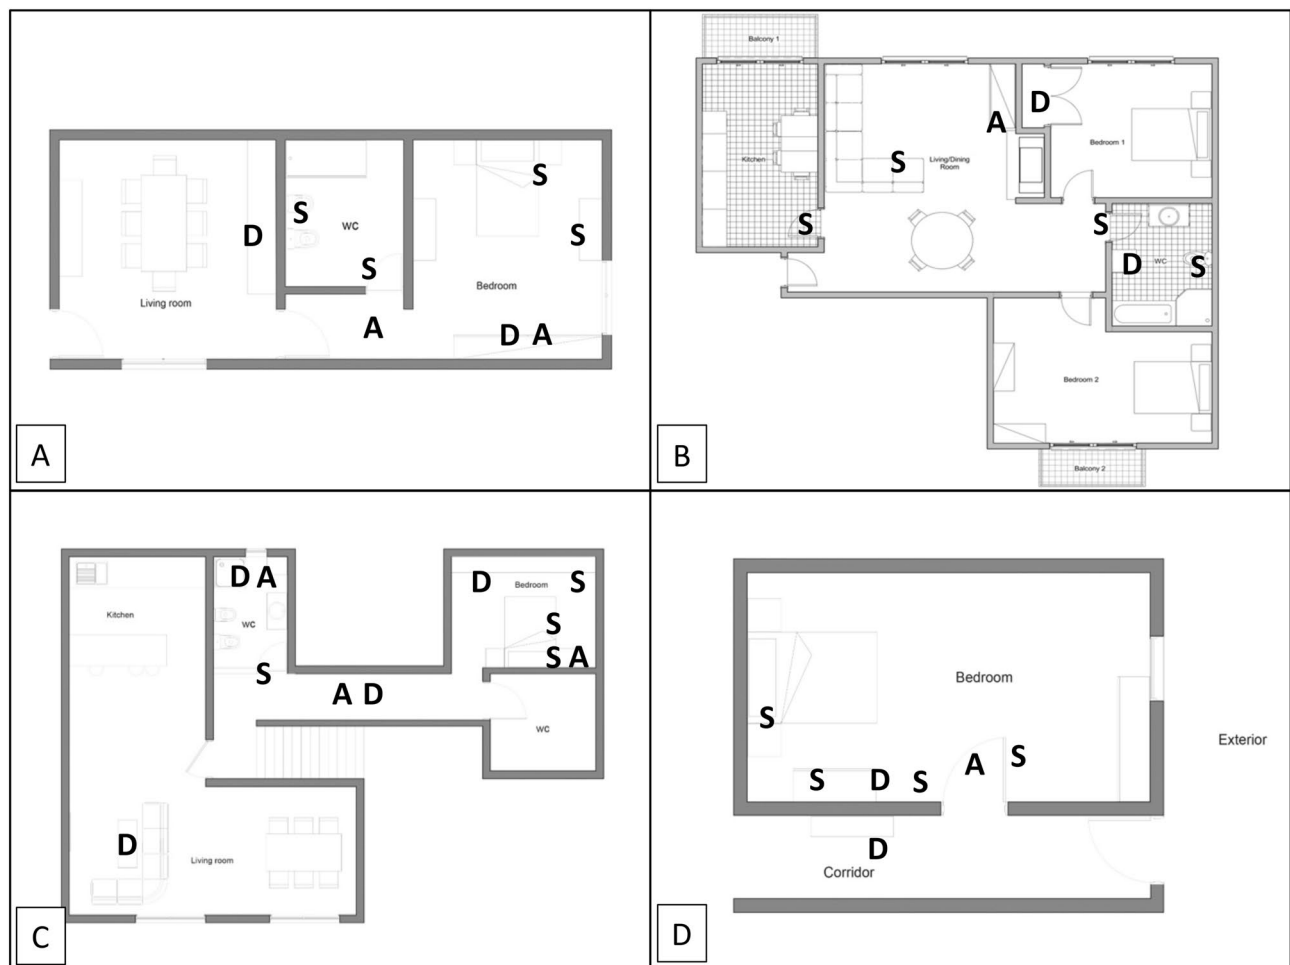 S
S
D
S
WC
S
Bedroom
Living room
A
D A
A
Balcony 1
D
A
Kitchen
S
Living/Dining
Room
Bedroom 1
S
S
D
WC
S
Bedroom 2
Balcony 2
B
D A
D
Bedroom
S
Kitchen
S
WC
S A
S
A D
WC
D
Living room
C
Bedroom
S
Exterior
S
D
S
A
S
D
Corridor
D